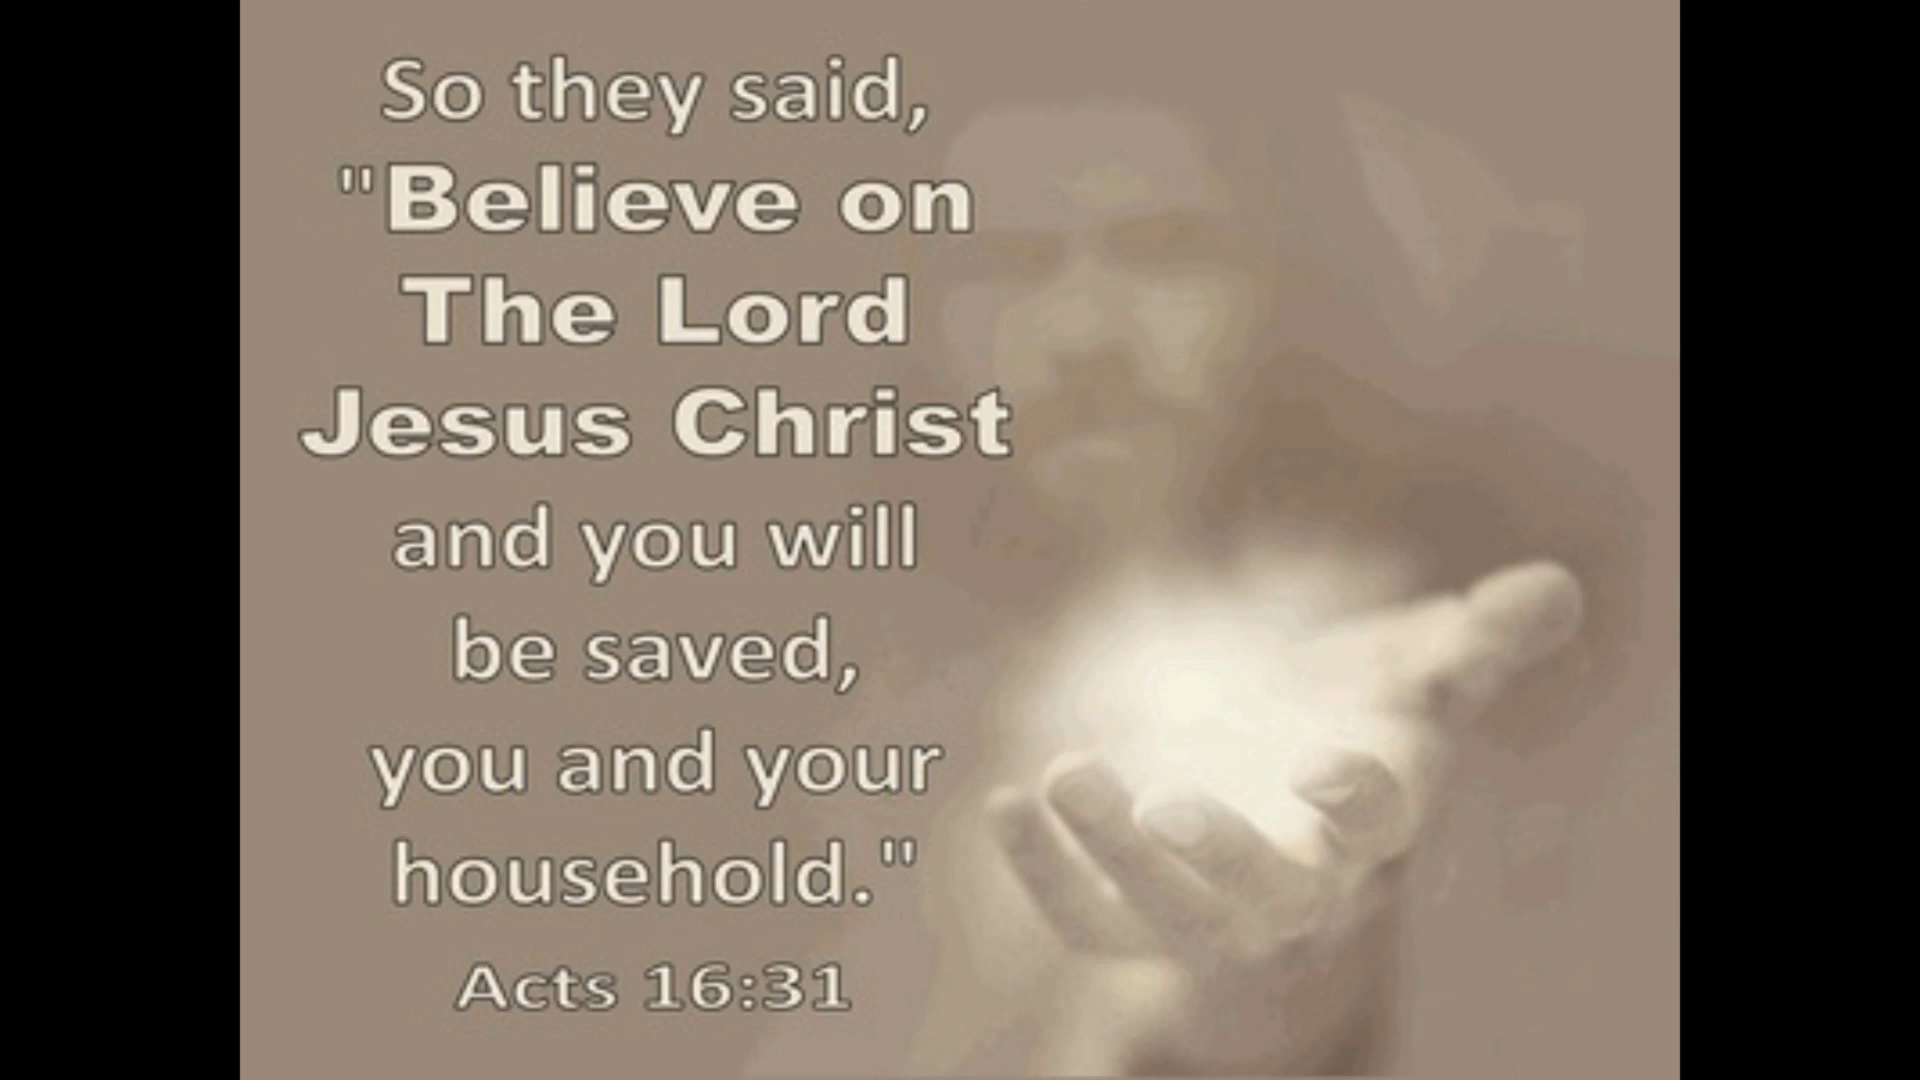 So they said,
"Believe on
The Lord
Jesus Christ
and you will
be saved,
you and your
household."
Acts 16:31